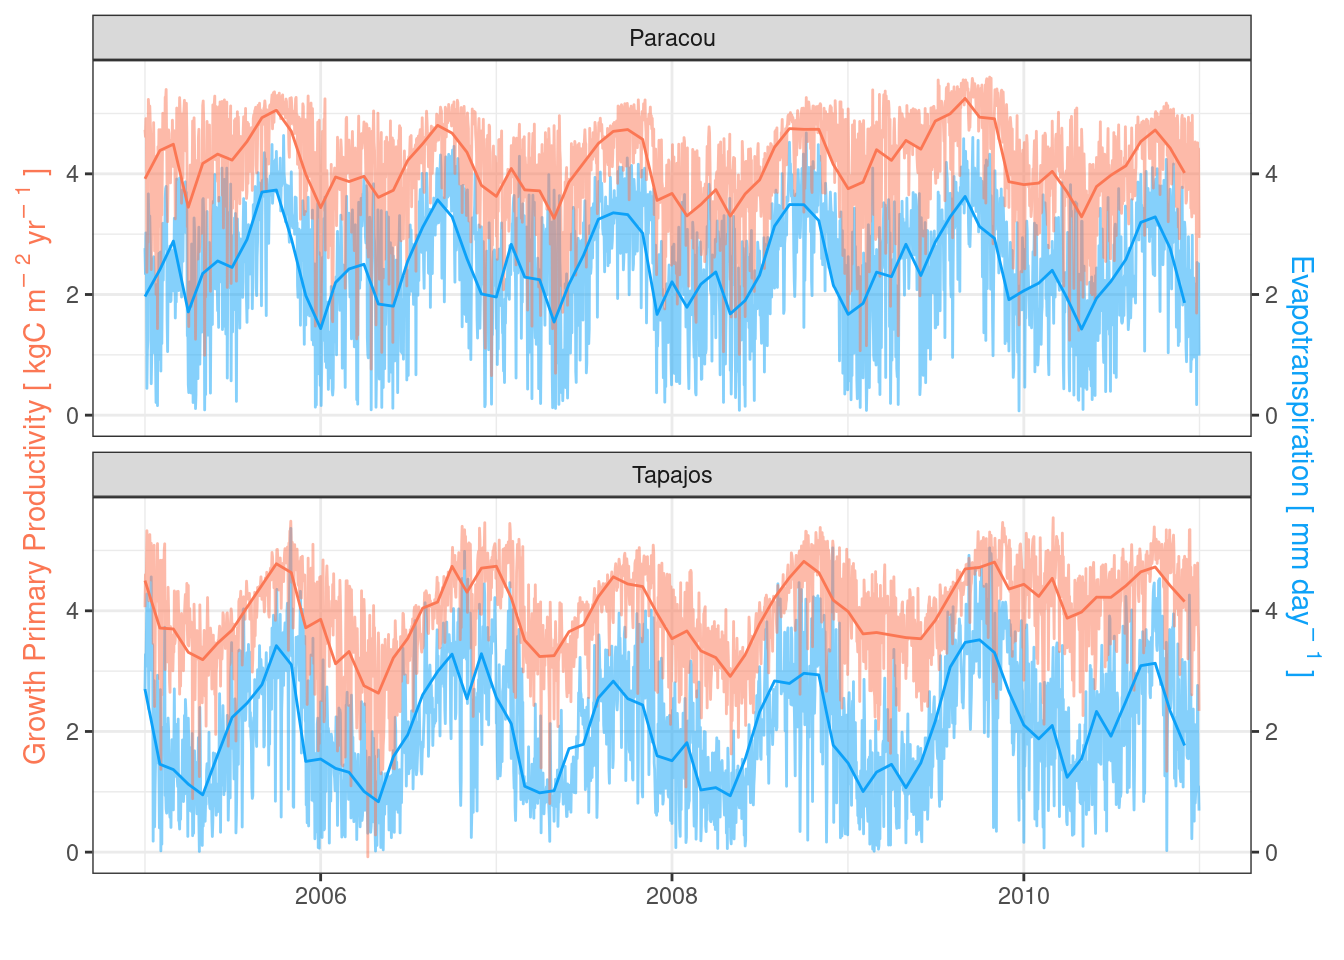 Paracou
4
2
0
4
2
0
Growth Primary Productivity [ kgC m⁻² yr⁻¹ ]
Evapotranspiration [ mm day⁻¹ ]
Tapajos
4
2
0
4
2
0
2006 2008 2010